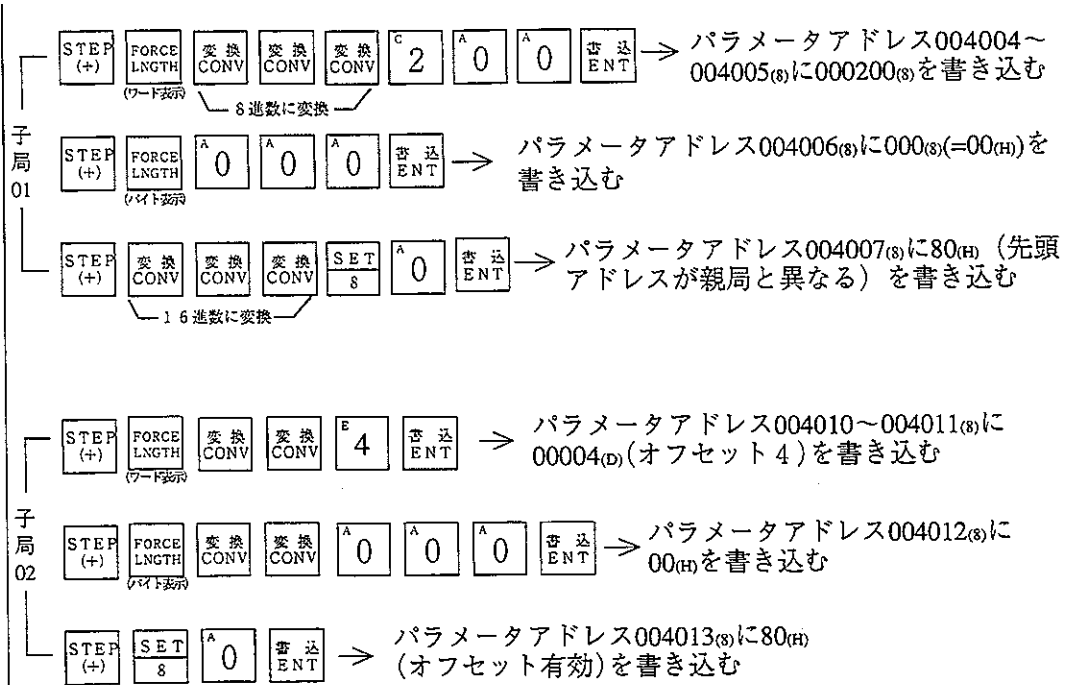 STEP (+) FORCE LNGTH 変換 CONV 変換 CONV 変換 CONV C 2 A 0 A 0 書込 ENT → パラメータアドレス004004～
004005(8)に000200(8)を書き込む
(ワード表示) 8進数に変換
子局01
STEP (+) FORCE LNGTH A 0 A 0 A 0 書込 ENT → パラメータアドレス004006(8)に000(8)(=00(H))を
書き込む
(バイト表示)
STEP (+) 変換 CONV 変換 CONV 変換 CONV SET 8 A 0 書込 ENT → パラメータアドレス004007(8)に80(H)（先頭
アドレスが親局と異なる）を書き込む
16進数に変換
STEP (+) FORCE LNGTH 変換 CONV 変換 CONV E 4 書込 ENT → パラメータアドレス004010～004011(8)に
00004(D)(オフセット4)を書き込む
(ワード表示)
子局02
STEP (+) FORCE LNGTH 変換 CONV 変換 CONV A 0 A 0 A 0 書込 ENT → パラメータアドレス004012(8)に
00(H)を書き込む
(バイト表示)
STEP (+) SET 8 A 0 書込 ENT → パラメータアドレス004013(8)に80(H)
(オフセット有効)を書き込む